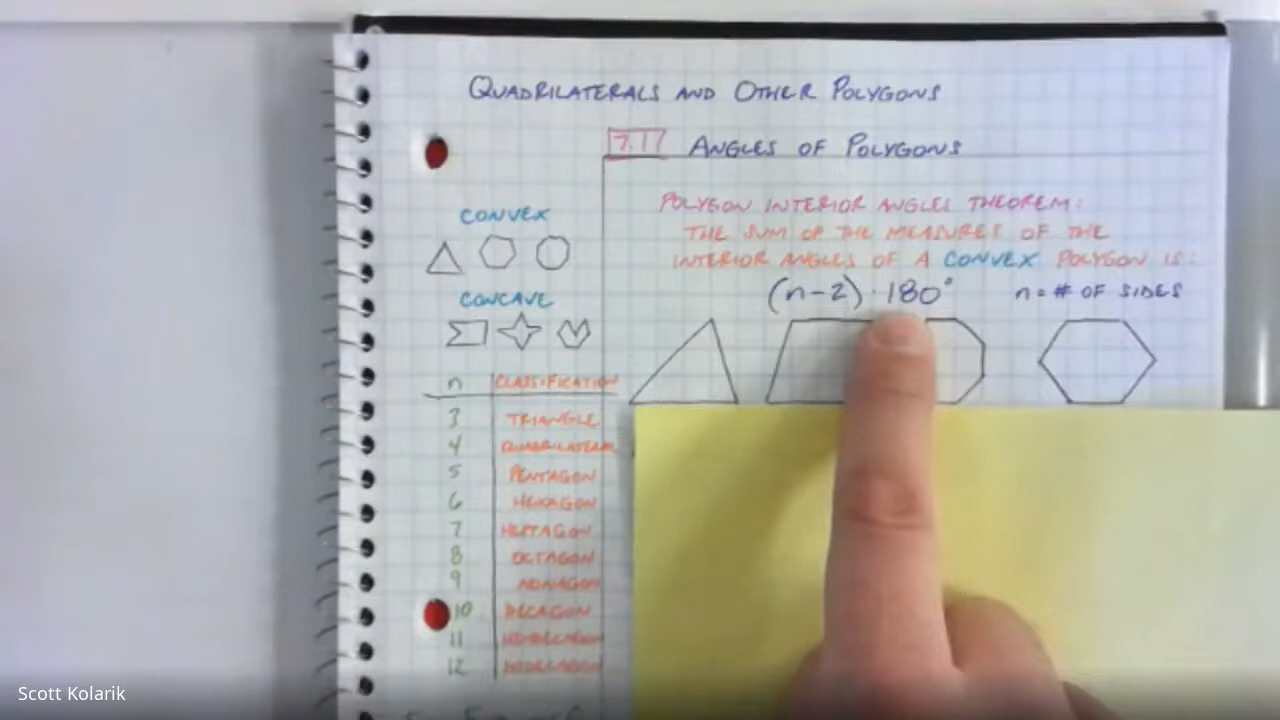 QUADRILATERALS AND OTHER POLYGONS
7.1 ANGLES OF POLYGONS
CONVEX
CONCAVE
n CLASSIFICATION
3 TRIANGLE
4 QUADRILATERAL
5 PENTAGON
6 HEXAGON
7 HEPTAGON
8 OCTAGON
9 NONAGON
10 DECAGON
11
12 DODECAGON
POLYGON INTERIOR ANGLES THEOREM:
THE SUM OF THE MEASURES OF THE
INTERIOR ANGLES OF A CONVEX POLYGON IS:
(n-2)·180° n = # OF SIDES
Scott Kolarik